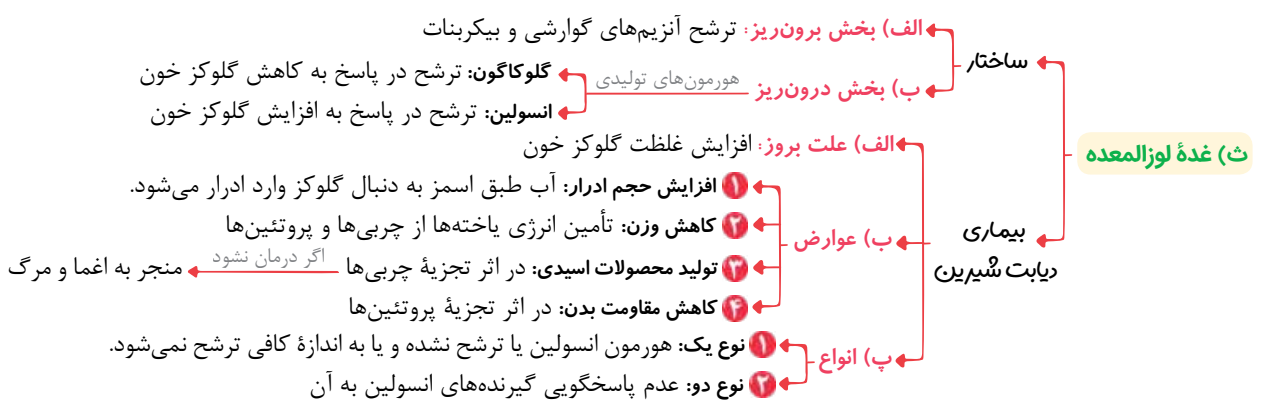 ث) غدۀ لوزالمعده
ساختار
الف) بخش برون‌ریز: ترشح آنزیم‌های گوارشی و بیکربنات
ب) بخش درون‌ریز
هورمون‌های تولیدی
گلوکاگون: ترشح در پاسخ به کاهش گلوکز خون
انسولین: ترشح در پاسخ به افزایش گلوکز خون
بیماری
دیابت شیرین
الف) علت بروز: افزایش غلظت گلوکز خون
ب) عوارض
۱ افزایش حجم ادرار: آب طبق اسمز به دنبال گلوکز وارد ادرار می‌شود.
۲ کاهش وزن: تأمین انرژی یاخته‌ها از چربی‌ها و پروتئین‌ها
۳ تولید محصولات اسیدی: در اثر تجزیۀ چربی‌ها اگر درمان نشود منجر به اغما و مرگ
۴ کاهش مقاومت بدن: در اثر تجزیۀ پروتئین‌ها
پ) انواع
۱ نوع یک: هورمون انسولین یا ترشح نشده و یا به اندازۀ کافی ترشح نمی‌شود.
۲ نوع دو: عدم پاسخگویی گیرنده‌های انسولین به آن